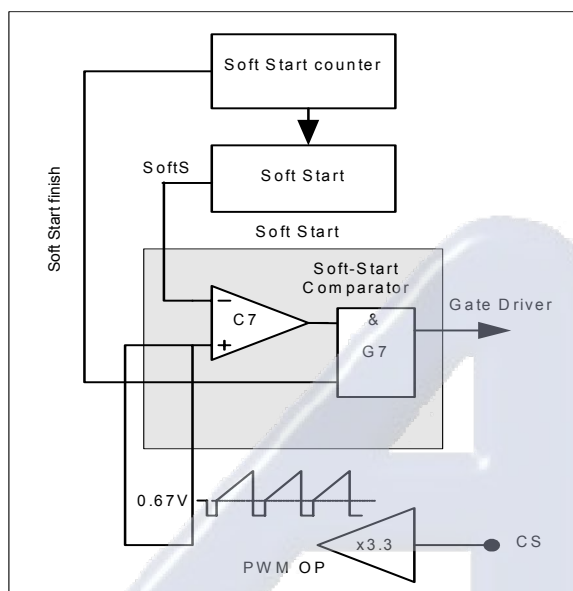 Soft Start counter
SoftS
Soft Start
Soft Start finish
Soft Start
Soft-Start
Comparator
Gate Driver
−
C7
+
&
G7
0.67V
x3.3
CS
PWM OP